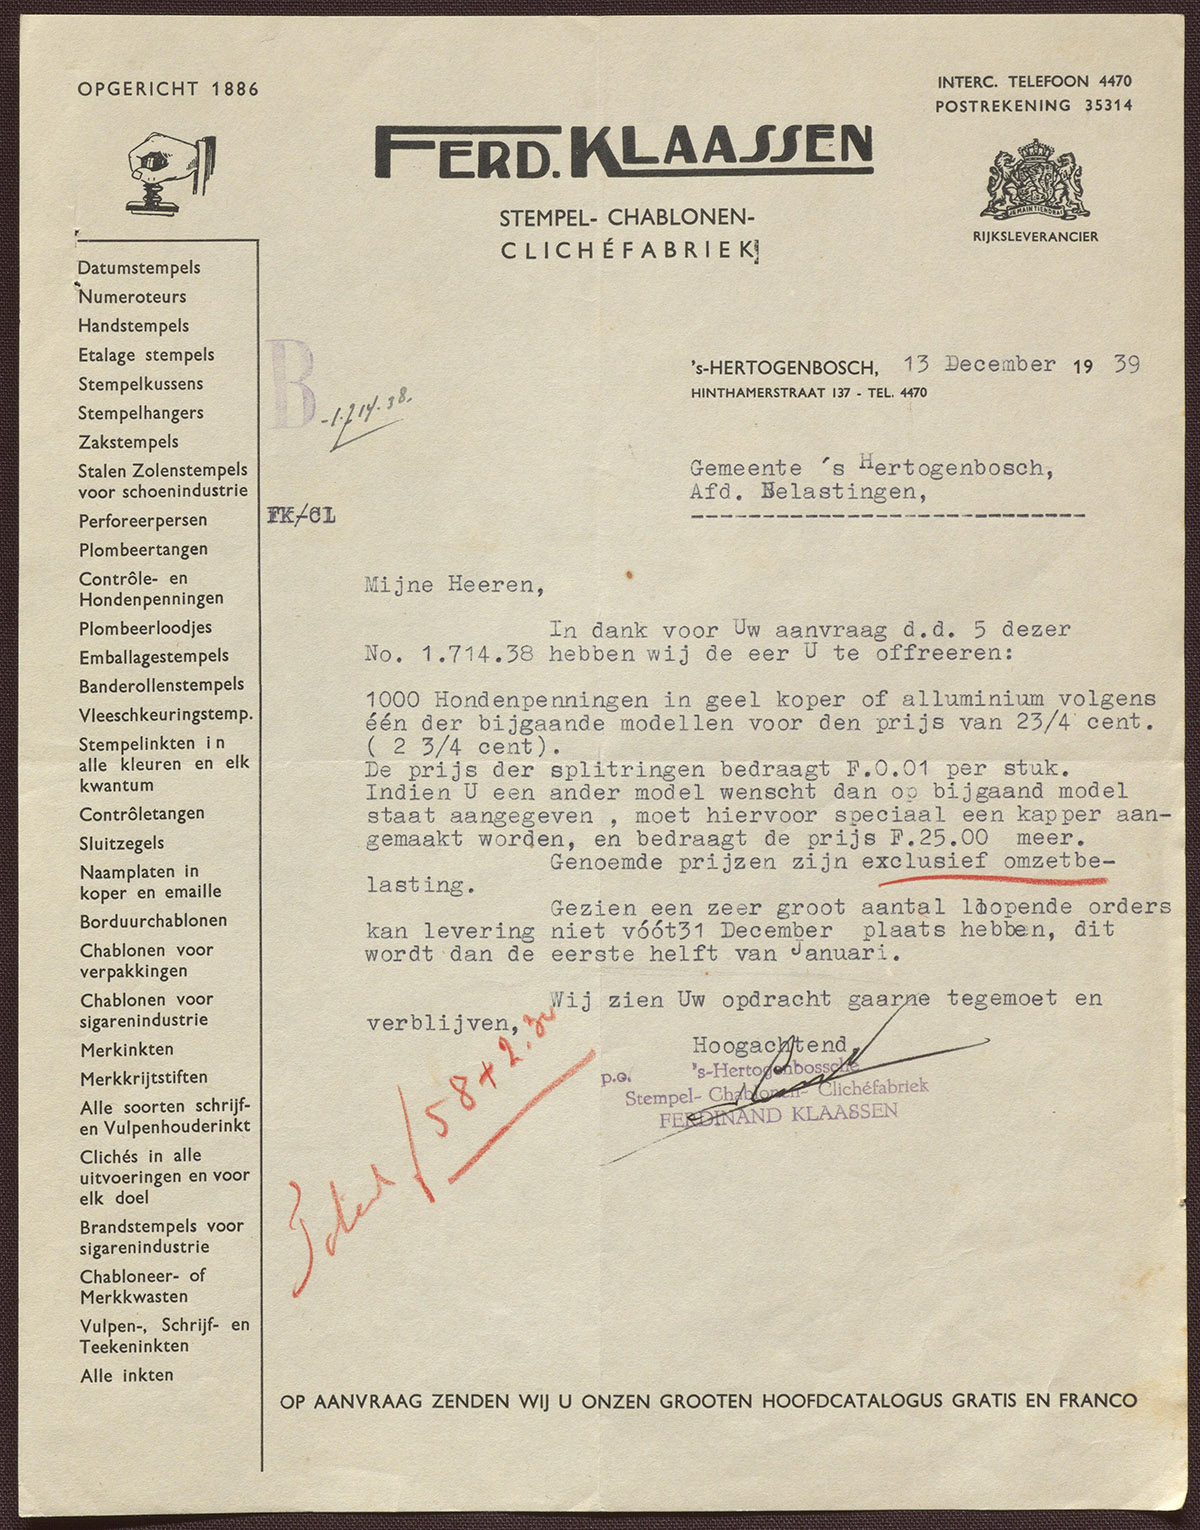 OPGERICHT 1886
INTERC. TELEFOON 4470
POSTREKENING 35314
FERD. KLAASSEN
STEMPEL- CHABLONEN-
CLICHÉFABRIEK
JE MAINTIENDRAI
RIJKSLEVERANCIER
Datumstempels
Numeroteurs
Handstempels
Etalage stempels
Stempelkussens
Stempelhangers
Zakstempels
Stalen Zolenstempels
voor schoenindustrie
Perforeerpersen
Plombeertangen
Contrôle- en
Hondenpenningen
Plombeerloodjes
Emballagestempels
Banderollenstempels
Vleeschkeuringstemp.
Stempelinkten in
alle kleuren en elk
kwantum
Contrôletangen
Sluitzegels
Naamplaten in
koper en emaille
Borduurchablonen
Chablonen voor
verpakkingen
Chablonen voor
sigarenindustrie
Merkinkten
Merkkrijtstiften
Alle soorten schrijf-
en Vulpenhouderinkt
Clichés in alle
uitvoeringen en voor
elk doel
Brandstempels voor
sigarenindustrie
Chabloneer- of
Merkkwasten
Vulpen-, Schrijf- en
Teekeninkten
Alle inkten
B
-1.714.38.
's-HERTOGENBOSCH, 13 December 19 39
HINTHAMERSTRAAT 137 - TEL. 4470
Gemeente 's Hertogenbosch,
Afd. Belastingen,
FK/CL
Mijne Heeren,
In dank voor Uw aanvraag d.d. 5 dezer
No. 1.714.38 hebben wij de eer U te offreeren:
1000 Hondenpenningen in geel koper of alluminium volgens
één der bijgaande modellen voor den prijs van 23/4 cent.
( 2 3/4 cent).
De prijs der splitringen bedraagt F.0.01 per stuk.
Indien U een ander model wenscht dan op bijgaand model
staat aangegeven , moet hiervoor speciaal een kapper aan-
gemaakt worden, en bedraagt de prijs F.25.00 meer.
Genoemde prijzen zijn exclusief omzetbe-
lasting.
Gezien een zeer groot aantal loopende orders
kan levering niet vóót31 December plaats hebben, dit
wordt dan de eerste helft van Januari.
Wij zien Uw opdracht gaarne tegemoet en
verblijven,
Hoogachtend,
p.o. 's-Hertogenbossche
Stempel- Chablonen- Clichéfabriek
FERDINAND KLAASSEN
58 + 2.
OP AANVRAAG ZENDEN WIJ U ONZEN GROOTEN HOOFDCATALOGUS GRATIS EN FRANCO